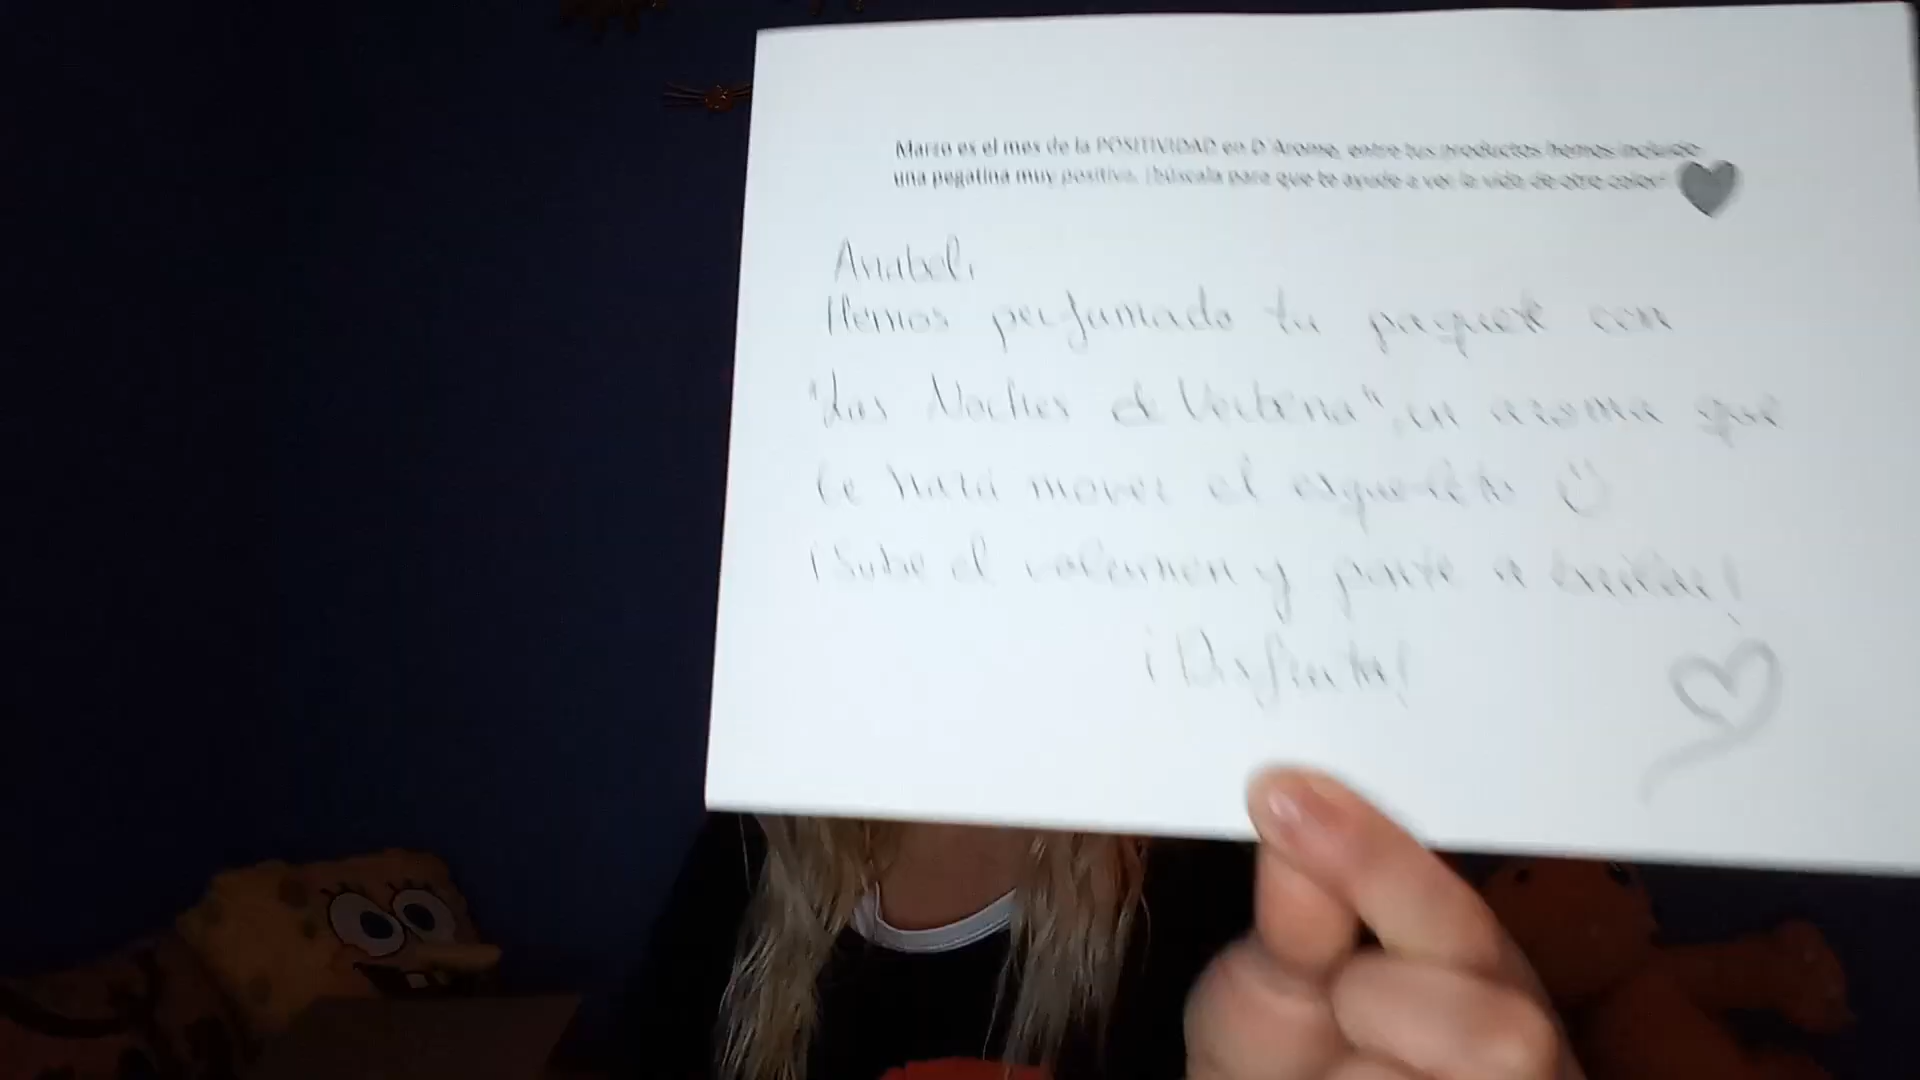 Marzo es el mes de la POSITIVIDAD en D'Aroma, entre tus productos hemos incluido
una pegatina muy positiva, ¡búscala para que te ayude a ver la vida de otro color!
Anabel,
Hemos perfumado tu paquete con
"Las Noches de Verbena", un aroma que
te hará mover el esqueleto
¡Sube el volumen y ponte a bailar!
¡Disfruta!